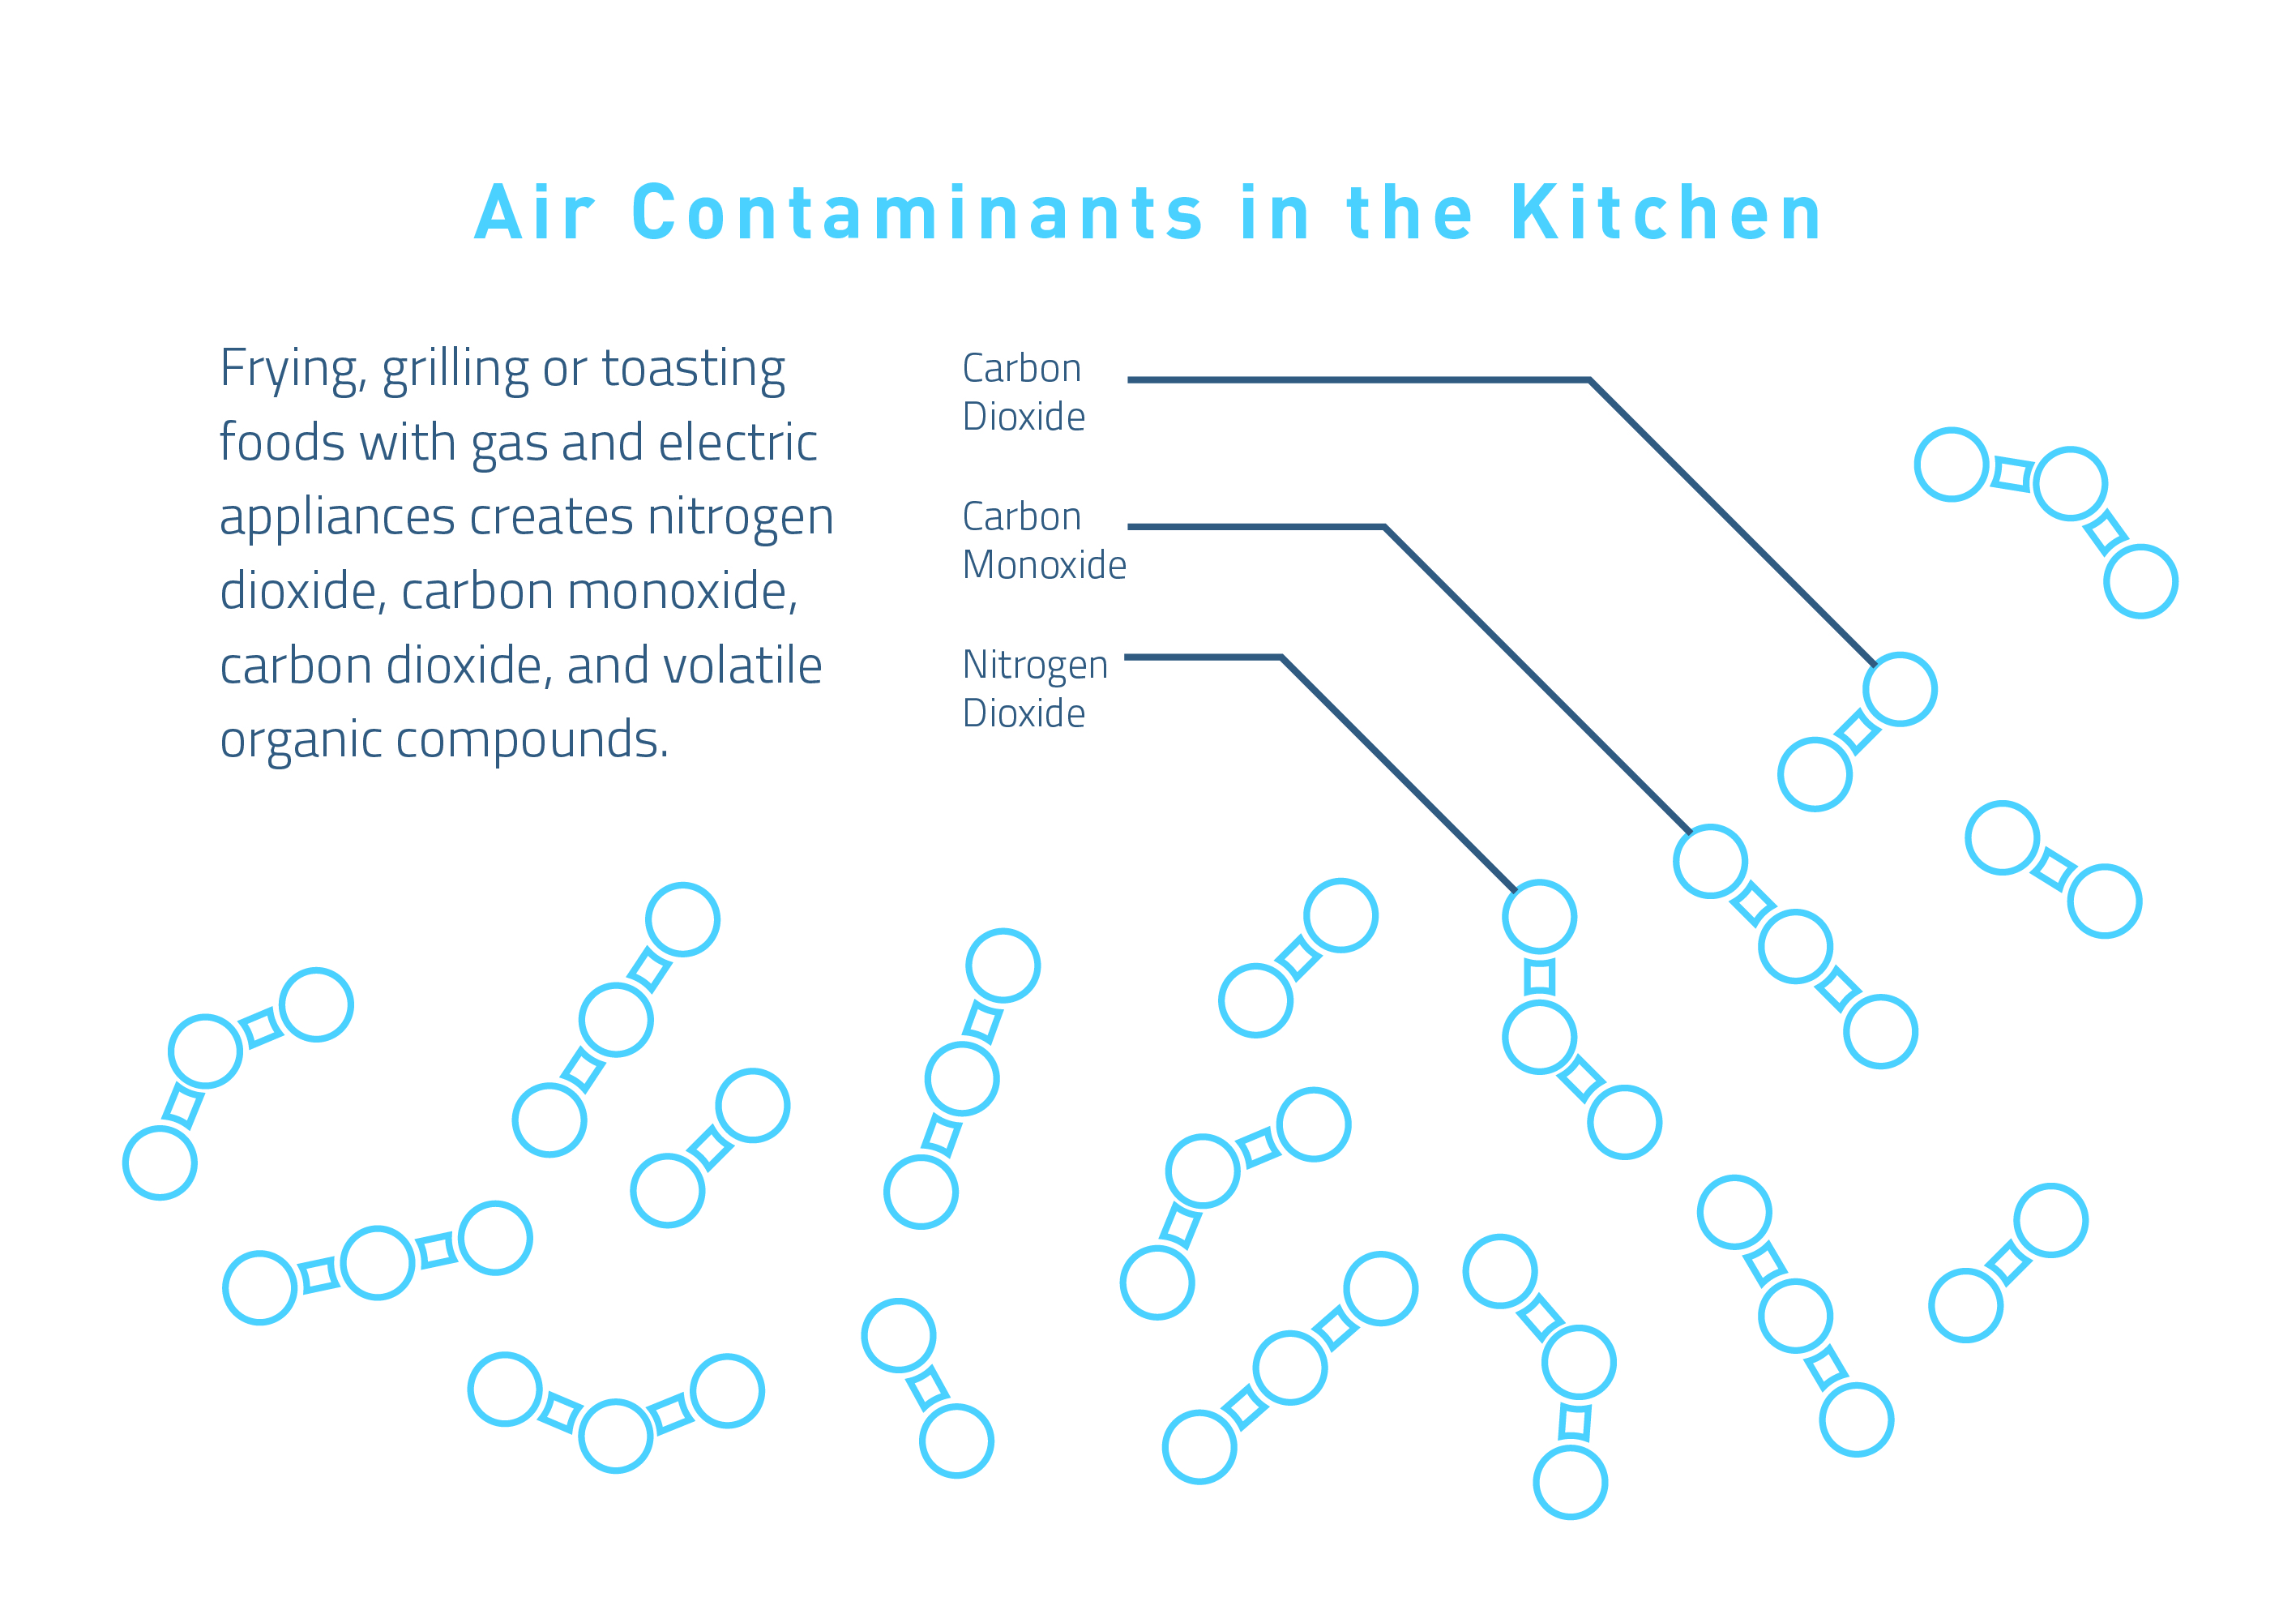 Air Contaminants in the Kitchen
Frying, grilling or toasting
foods with gas and electric
appliances creates nitrogen
dioxide, carbon monoxide,
carbon dioxide, and volatile
organic compounds.
Carbon
Dioxide
Carbon
Monoxide
Nitrogen
Dioxide